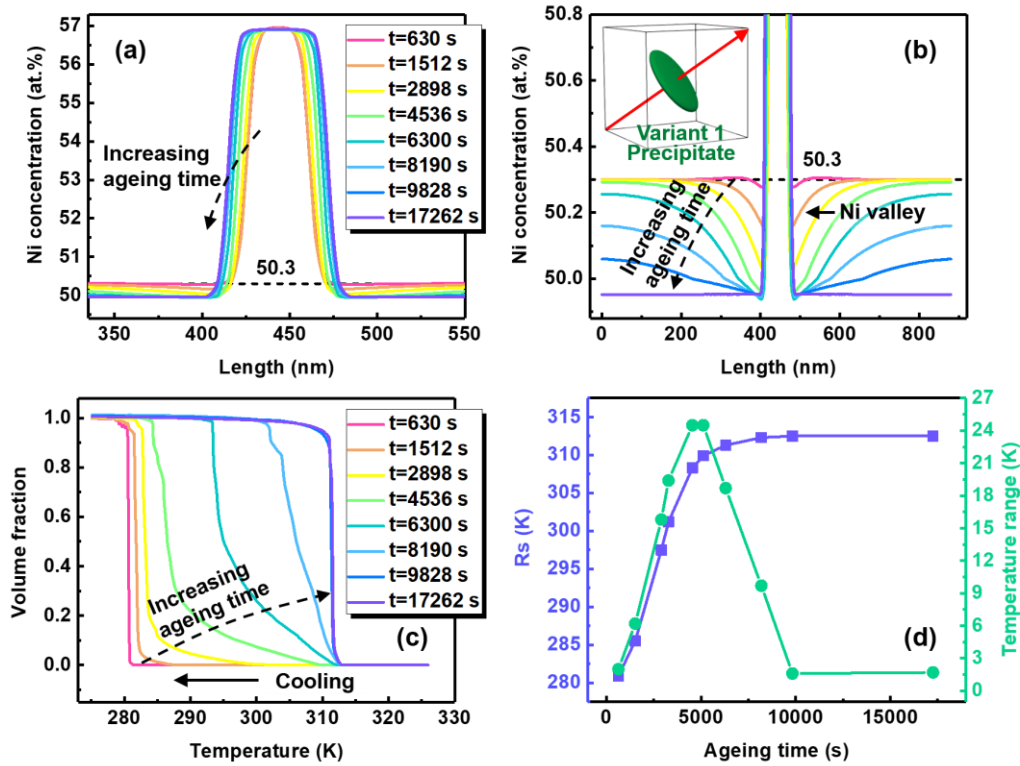 (a)
Ni concentration (at.%)
57
56
55
54
53
52
51
50
Increasing
ageing time
50.3
t=630 s
t=1512 s
t=2898 s
t=4536 s
t=6300 s
t=8190 s
t=9828 s
t=17262 s
350 400 450 500 550
Length (nm)
(b)
Ni concentration (at.%)
50.8
50.6
50.4
50.2
50.0
Variant 1
Precipitate
50.3
Ni valley
Increasing
ageing time
0 200 400 600 800
Length (nm)
Volume fraction
1.0
0.8
0.6
0.4
0.2
0.0
t=630 s
t=1512 s
t=2898 s
t=4536 s
t=6300 s
t=8190 s
t=9828 s
t=17262 s
Increasing
ageing time
(c)
Cooling
280 290 300 310 320 330
Temperature (K)
Rs (K)
315
310
305
300
295
290
285
280
(d)
27
24
21
18
15
12
9
6
3
0
Temperature range (K)
0 5000 10000 15000
Ageing time (s)